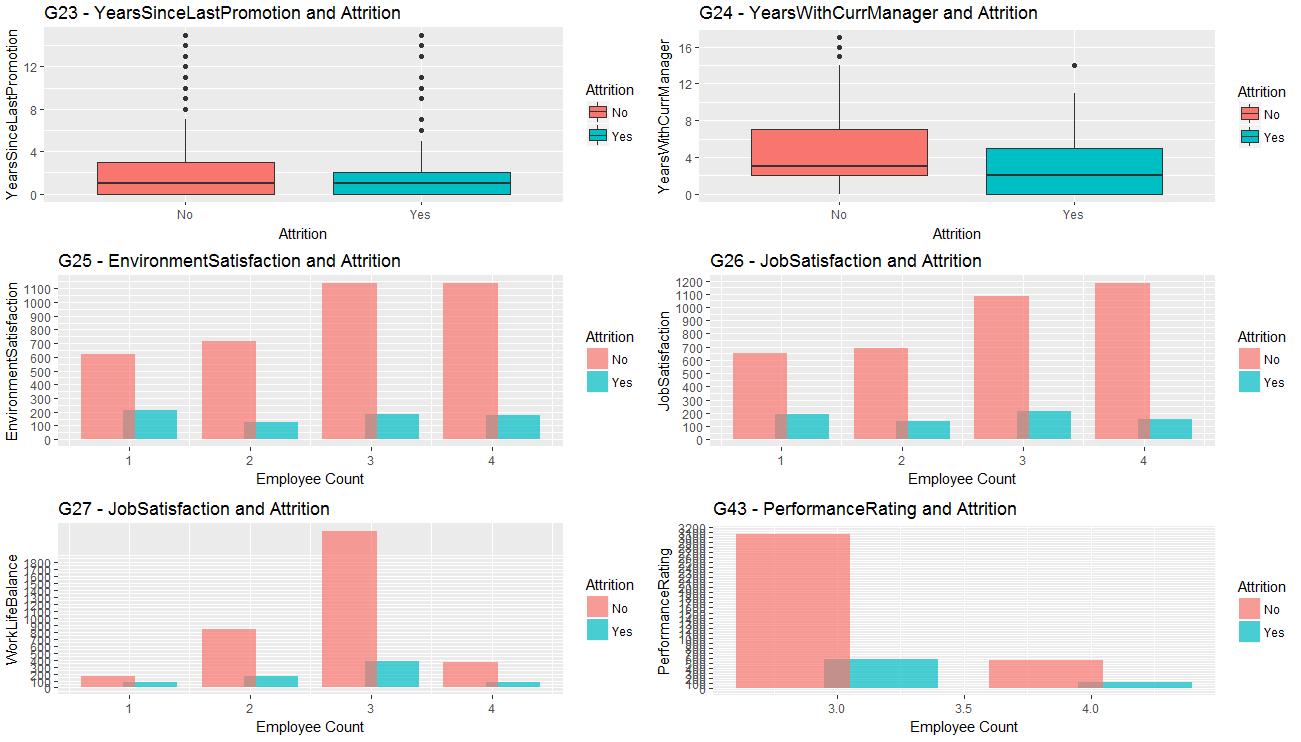 G23 - YearsSinceLastPromotion and Attrition
YearsSinceLastPromotion
12
8
4
0
No
Yes
Attrition
Attrition
No
Yes
G24 - YearsWithCurrManager and Attrition
YearsWithCurrManager
16
12
8
4
0
No
Yes
Attrition
Attrition
No
Yes
G25 - EnvironmentSatisfaction and Attrition
EnvironmentSatisfaction
1100
1000
900
800
700
600
500
400
300
200
100
0
1
2
3
4
Employee Count
Attrition
No
Yes
G26 - JobSatisfaction and Attrition
JobSatisfaction
1200
1100
1000
900
800
700
600
500
400
300
200
100
0
1
2
3
4
Employee Count
Attrition
No
Yes
G27 - JobSatisfaction and Attrition
WorkLifeBalance
1800
1700
1600
1500
1400
1300
1200
1100
1000
900
800
700
600
500
400
300
200
100
0
1
2
3
4
Employee Count
Attrition
No
Yes
G43 - PerformanceRating and Attrition
PerformanceRating
3200
0
3.0
3.5
4.0
Employee Count
Attrition
No
Yes